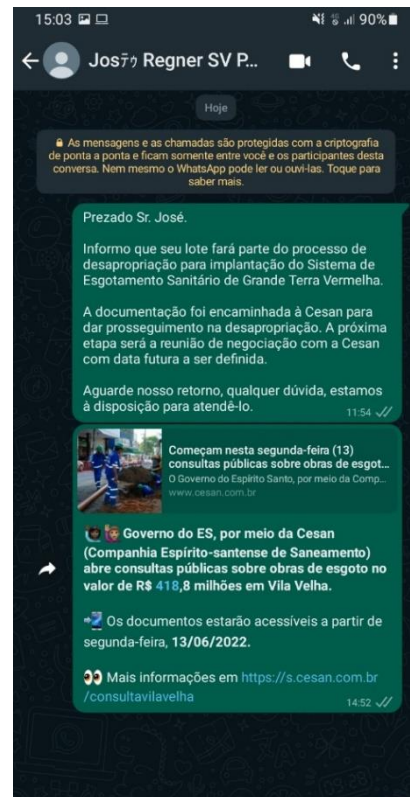 15:03 90%
Josテゥ Regner SV P...
Hoje
As mensagens e as chamadas são protegidas com a criptografia
de ponta a ponta e ficam somente entre você e os participantes desta
conversa. Nem mesmo o WhatsApp pode ler ou ouvi-las. Toque para
saber mais.
Prezado Sr. José.
Informo que seu lote fará parte do processo de
desapropriação para implantação do Sistema de
Esgotamento Sanitário de Grande Terra Vermelha.
A documentação foi encaminhada à Cesan para
dar prosseguimento na desapropriação. A próxima
etapa será a reunião de negociação com a Cesan
com data futura a ser definida.
Aguarde nosso retorno, qualquer dúvida, estamos
à disposição para atendê-lo.
11:54
Começam nesta segunda-feira (13)
consultas públicas sobre obras de esgot...
O Governo do Espírito Santo, por meio da Comp...
www.cesan.com.br
Governo do ES, por meio da Cesan
(Companhia Espírito-santense de Saneamento)
abre consultas públicas sobre obras de esgoto no
valor de R$ 418,8 milhões em Vila Velha.
Os documentos estarão acessíveis a partir de
segunda-feira, 13/06/2022.
Mais informações em https://s.cesan.com.br
/consultavilavelha
14:52